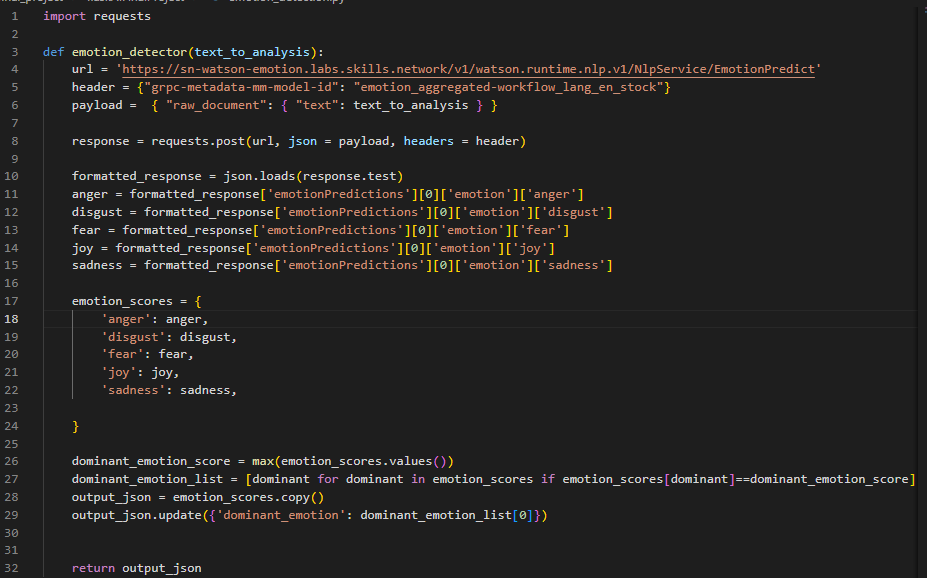 emotion_detection.py
1 import requests
2
3 def emotion_detector(text_to_analysis):
4 url = 'https://sn-watson-emotion.labs.skills.network/v1/watson.runtime.nlp.v1/NlpService/EmotionPredict'
5 header = {"grpc-metadata-mm-model-id": "emotion_aggregated-workflow_lang_en_stock"}
6 payload = { "raw_document": { "text": text_to_analysis } }
7
8 response = requests.post(url, json = payload, headers = header)
9
10 formatted_response = json.loads(response.test)
11 anger = formatted_response['emotionPredictions'][0]['emotion']['anger']
12 disgust = formatted_response['emotionPredictions'][0]['emotion']['disgust']
13 fear = formatted_response['emotionPredictions'][0]['emotion']['fear']
14 joy = formatted_response['emotionPredictions'][0]['emotion']['joy']
15 sadness = formatted_response['emotionPredictions'][0]['emotion']['sadness']
16
17 emotion_scores = {
18 'anger': anger,
19 'disgust': disgust,
20 'fear': fear,
21 'joy': joy,
22 'sadness': sadness,
23
24 }
25
26 dominant_emotion_score = max(emotion_scores.values())
27 dominant_emotion_list = [dominant for dominant in emotion_scores if emotion_scores[dominant]==dominant_emotion_score]
28 output_json = emotion_scores.copy()
29 output_json.update({'dominant_emotion': dominant_emotion_list[0]})
30
31
32 return output_json